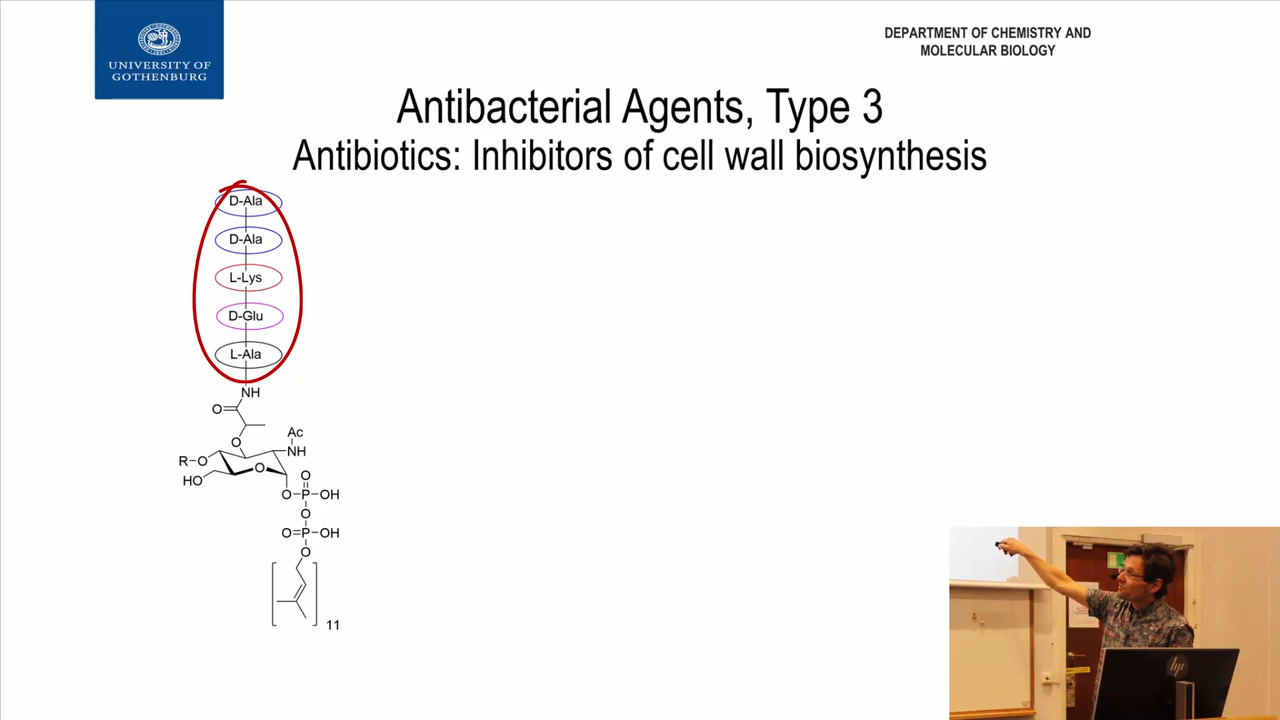 UNIVERSITY OF
GOTHENBURG
DEPARTMENT OF CHEMISTRY AND
MOLECULAR BIOLOGY
Antibacterial Agents, Type 3
Antibiotics: Inhibitors of cell wall biosynthesis
D-Ala
D-Ala
L-Lys
D-Glu
L-Ala
NH
O
O
Ac
NH
R-O
O
HO
O
O-P-OH
O
O=P-OH
O
11
hp